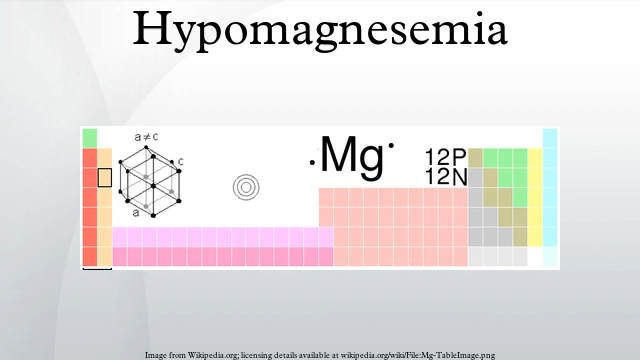 Hypomagnesemia
a≠c
c
a
·Mg·
12P
12N
Image from Wikipedia.org; licensing details available at wikipedia.org/wiki/File:Mg-TableImage.png